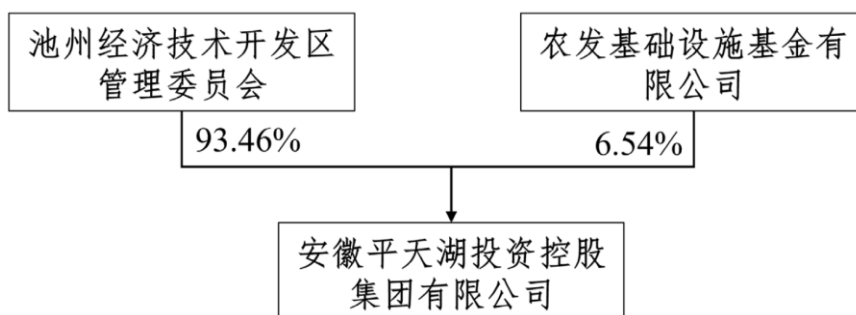 池州经济技术开发区
管理委员会
农发基础设施基金有
限公司
93.46%
6.54%
安徽平天湖投资控股
集团有限公司